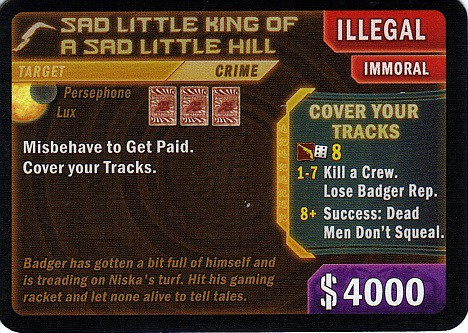 SAD LITTLE KING OF
A SAD LITTLE HILL
ILLEGAL
IMMORAL
TARGET
CRIME
Persephone
Lux
Misbehave to Get Paid.
Cover your Tracks.
COVER YOUR
TRACKS
8
1-7 Kill a Crew.
Lose Badger Rep.
8+ Success: Dead
Men Don't Squeal.
Badger has gotten a bit full of himself and
is treading on Niska's turf. Hit his gaming
racket and let none alive to tell tales.
$4000